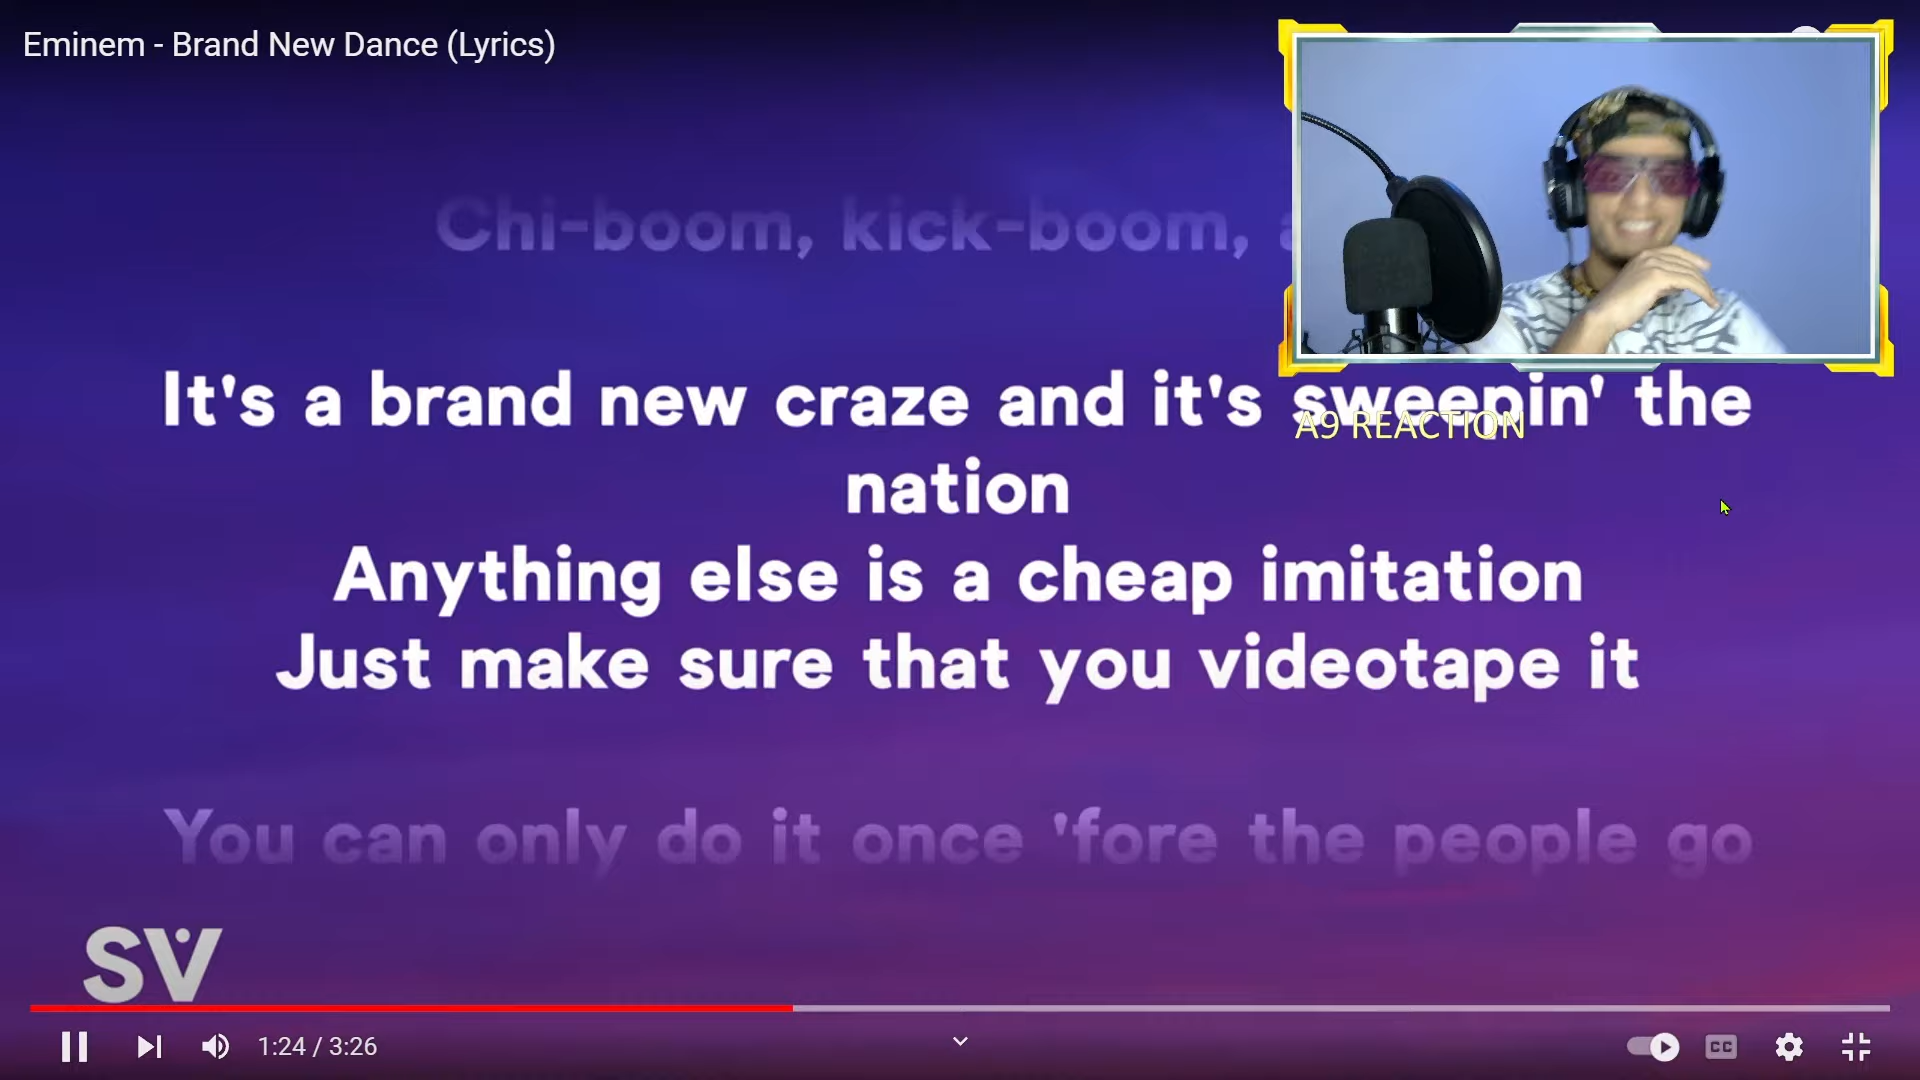 Eminem - Brand New Dance (Lyrics)
Chi-boom, kick-boom,
It's a brand new craze and it's sweepin' the
A9 REACTION
nation
Anything else is a cheap imitation
Just make sure that you videotape it
You can only do it once 'fore the people go
SV
1:24 / 3:26
CC